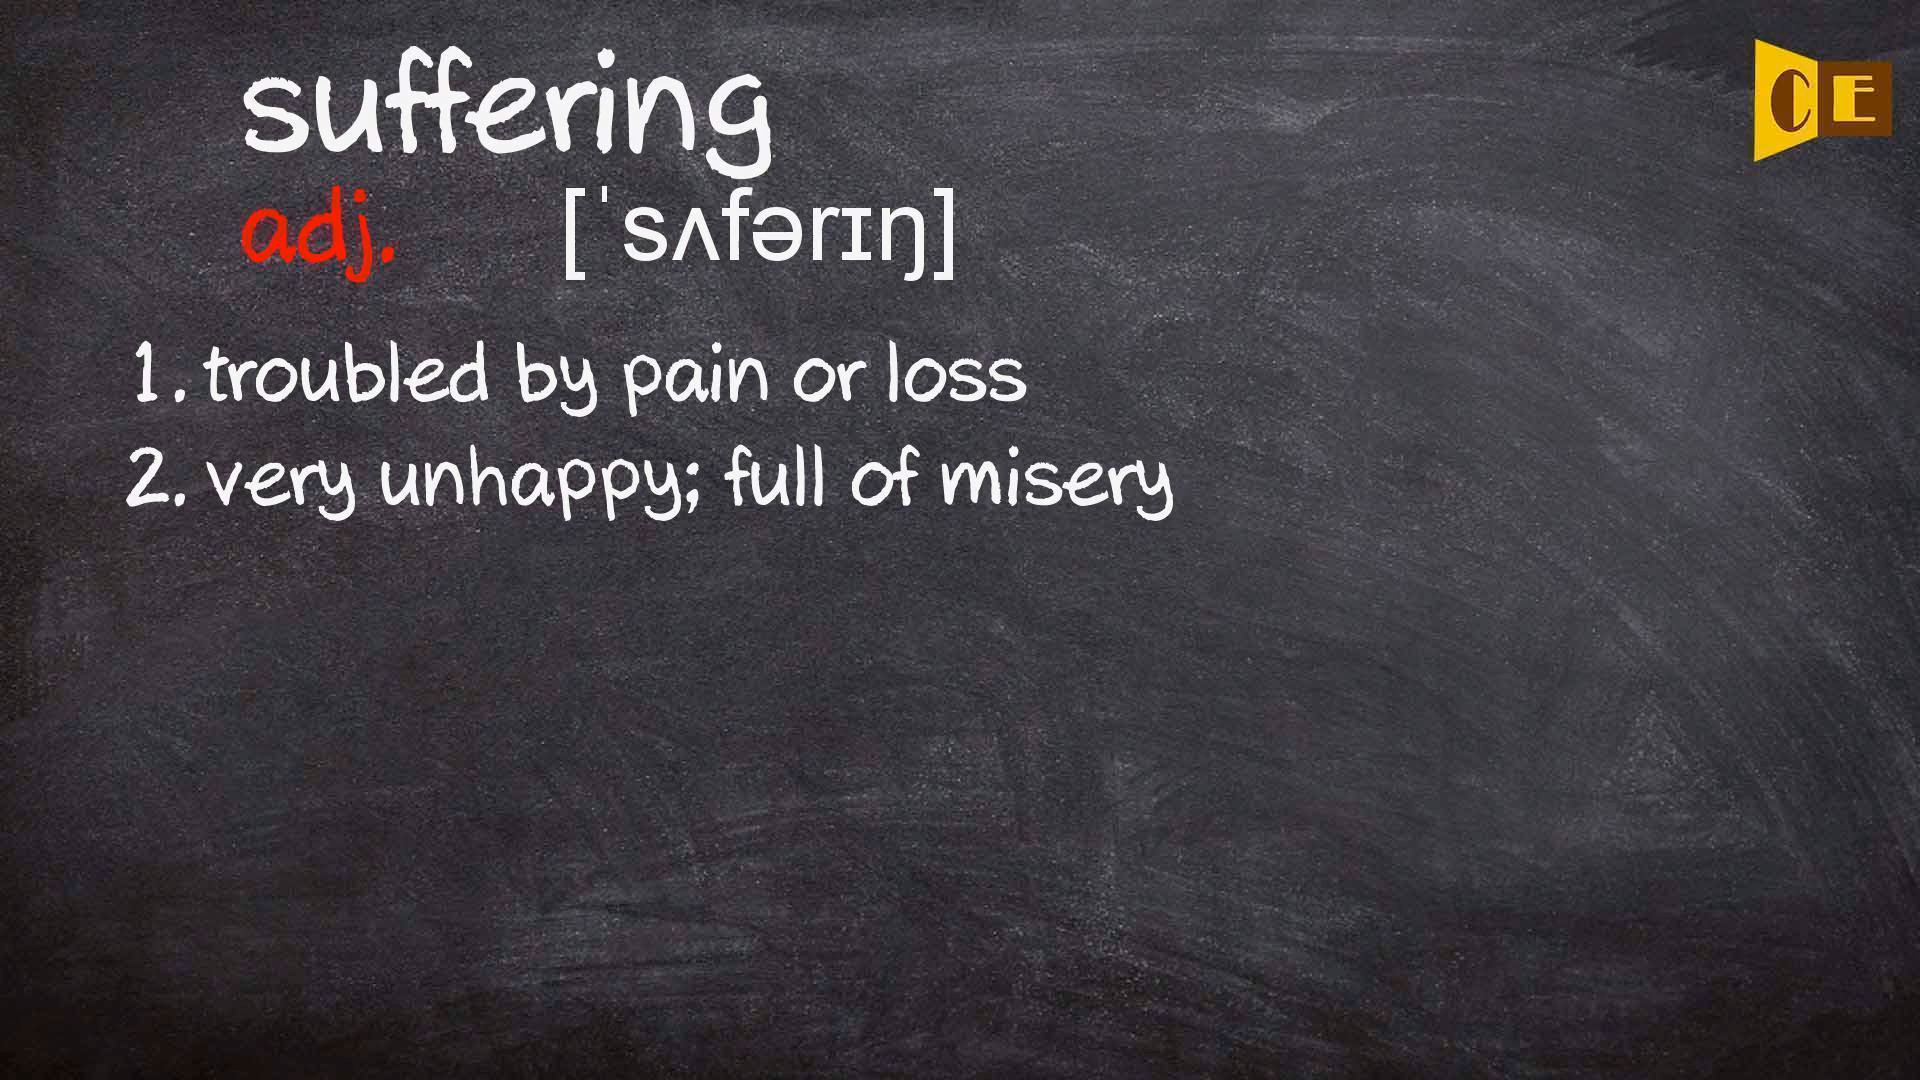 suffering
adj. [ˈsʌfərɪŋ]
1. troubled by pain or loss
2. very unhappy; full of misery
CE